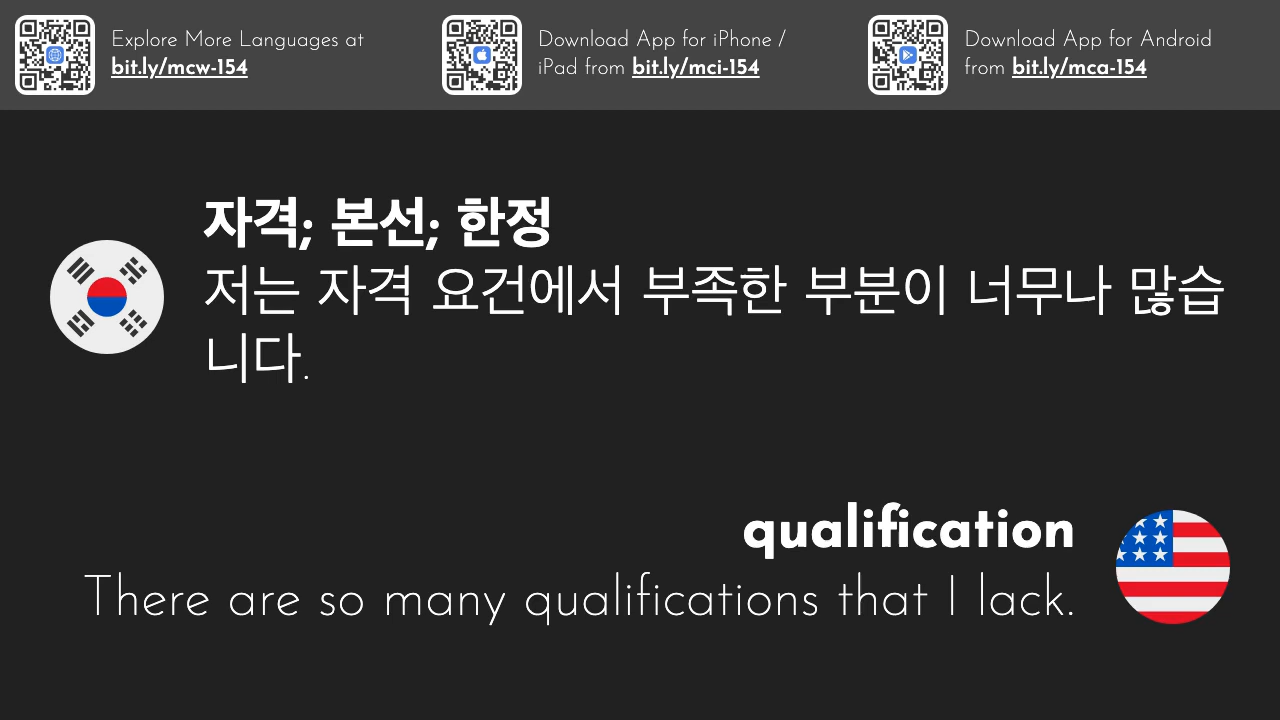 Explore More Languages at
bit.ly/mcw-154
Download App for iPhone /
iPad from bit.ly/mci-154
Download App for Android
from bit.ly/mca-154
자격; 본선; 한정
저는 자격 요건에서 부족한 부분이 너무나 많습
니다.
qualification
There are so many qualifications that I lack.